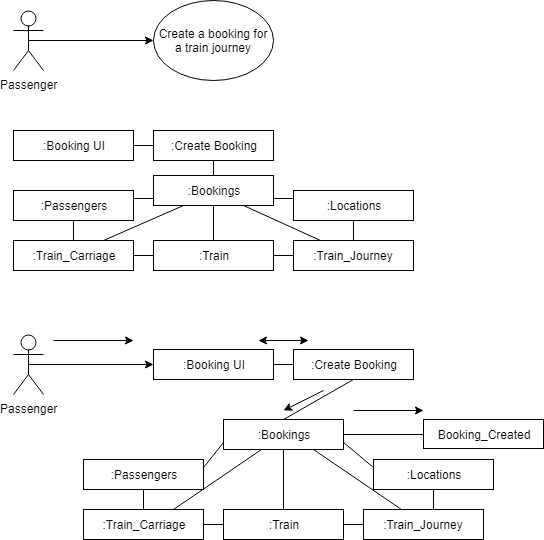 Create a booking for
a train journey
Passenger
:Booking UI
:Create Booking
:Bookings
:Passengers
:Locations
:Train_Carriage
:Train
:Train_Journey
:Booking UI
:Create Booking
Passenger
:Bookings
Booking_Created
:Passengers
:Locations
:Train_Carriage
:Train
:Train_Journey